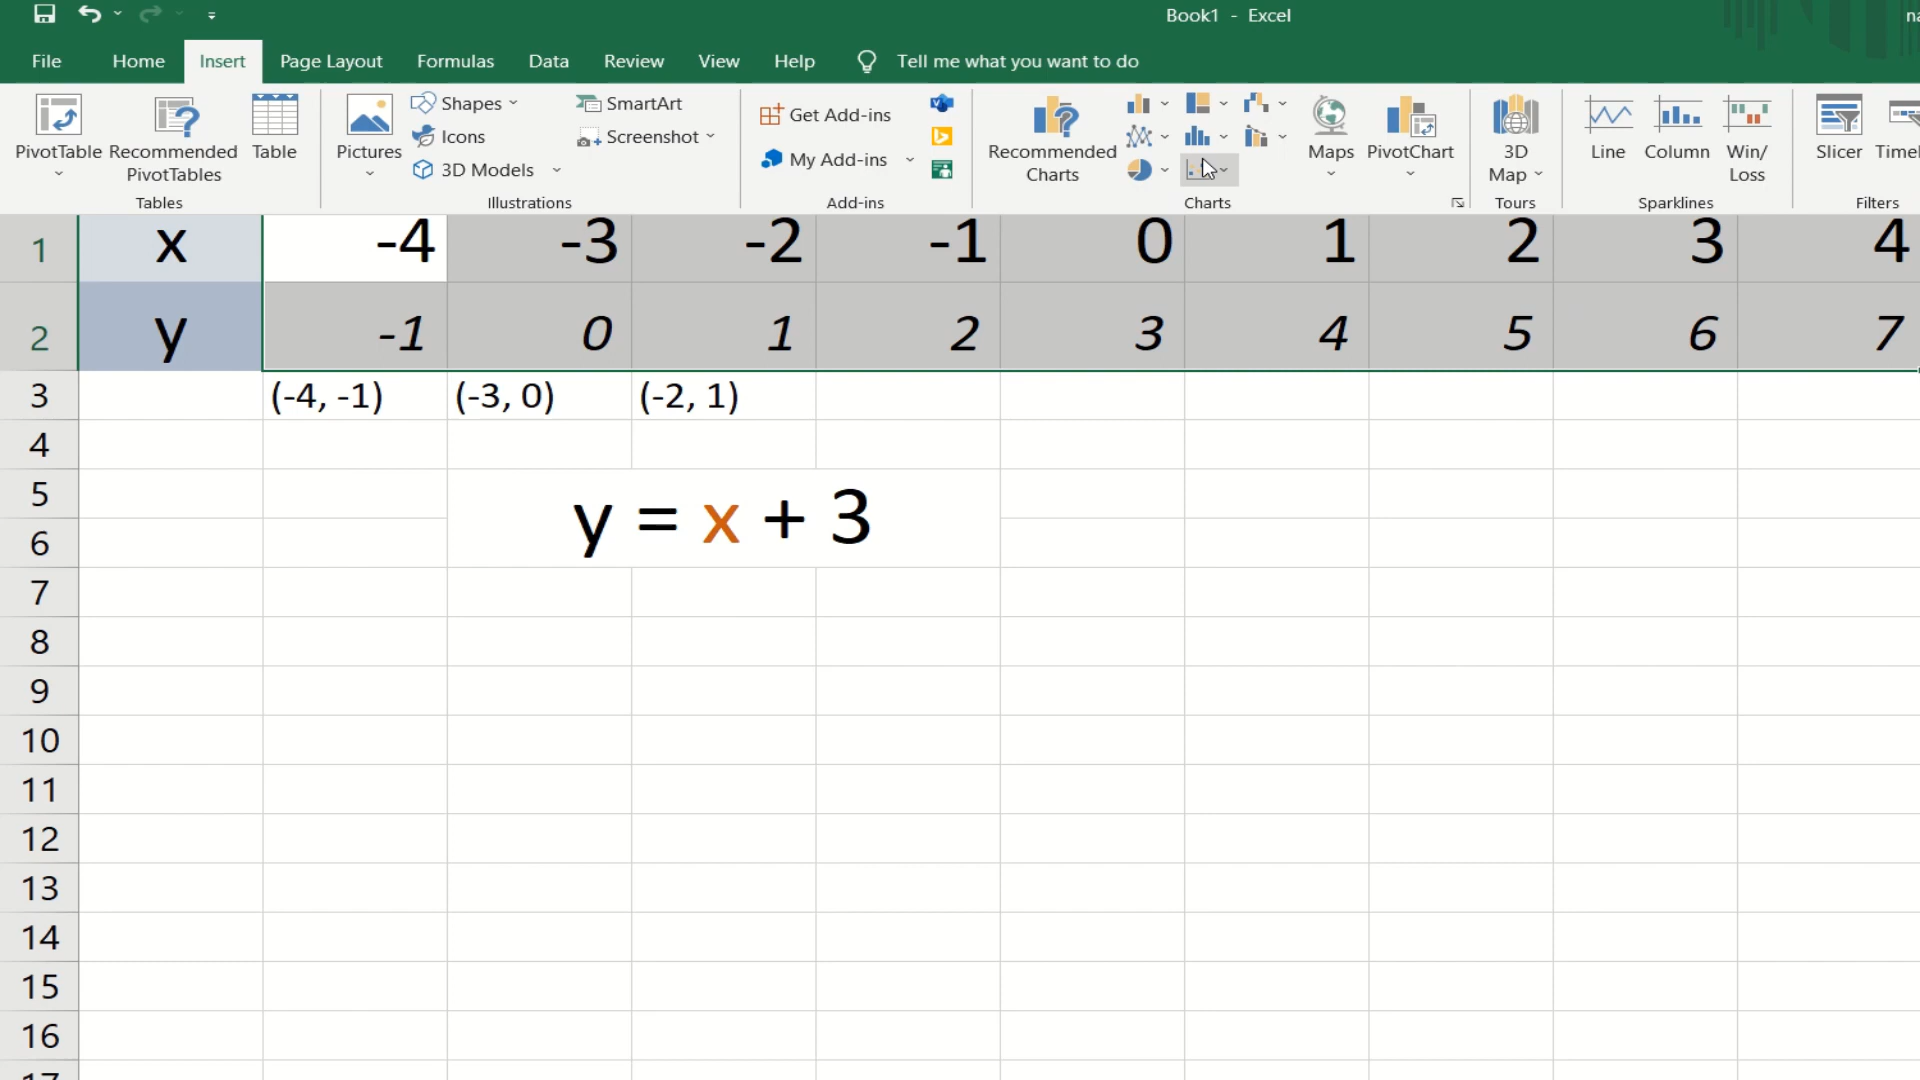 Book1 - Excel
File Home Insert Page Layout Formulas Data Review View Help Tell me what you want to do
PivotTable Recommended PivotTables Table Pictures Shapes Icons 3D Models SmartArt Screenshot Get Add-ins My Add-ins Recommended Charts Maps PivotChart 3D Map Line Column Win/Loss Slicer
Tables Illustrations Add-ins Charts Tours Sparklines Filters
1 x -4 -3 -2 -1 0 1 2 3 4
2 y -1 0 1 2 3 4 5 6 7
3 (-4, -1) (-3, 0) (-2, 1)
4
5
y = x + 3
6
7
8
9
10
11
12
13
14
15
16
17